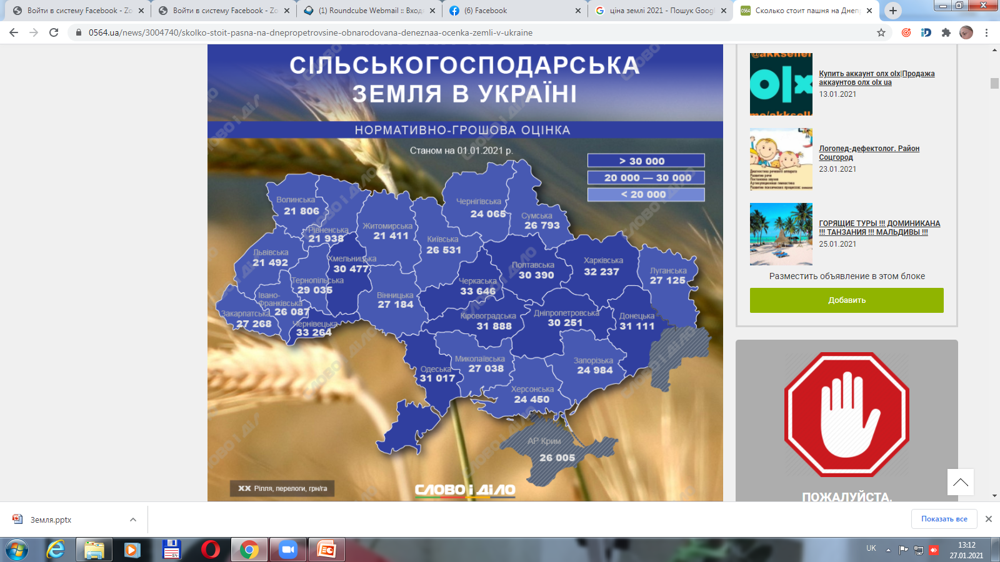 Войти в систему Facebook - Zo
Войти в систему Facebook - Zo
(1) Roundcube Webmail :: Вход
(6) Facebook
ціна землі 2021 - Пошук Googl
Сколько стоит пашня на Днеп
0564.ua/news/3004740/skolko-stoit-pasna-na-dnepropetrovsine-obnarodovana-deneznaa-ocenka-zemli-v-ukraine
СІЛЬСЬКОГОСПОДАРСЬКА
ЗЕМЛЯ В УКРАЇНІ
НОРМАТИВНО-ГРОШОВА ОЦІНКА
Станом на 01.01.2021 р.
> 30 000
20 000 — 30 000
< 20 000
Волинська
21 806
Рівненська
21 938
Житомирська
21 411
Київська
26 531
Чернігівська
24 065
Сумська
26 793
Львівська
21 492
Тернопільська
29 035
Хмельницька
30 477
Вінницька
27 184
Черкаська
33 646
Полтавська
30 390
Харківська
32 237
Луганська
27 125
Івано-
Франківська
26 087
Закарпатська
27 268
Чернівецька
33 264
Кіровоградська
31 888
Дніпропетровська
30 251
Донецька
31 111
Одеська
31 017
Миколаївська
27 038
Запорізька
24 984
Херсонська
24 450
АР Крим
26 005
XX Рілля, перелоги, грн/га
СЛОВО і ДІЛО
@akkseller
olx
me/akksel
Купить аккаунт олх olx|Продажа
аккаунтов олх olx ua
13.01.2021
Логопед-дефектолог. Район
Соцгород
23.01.2021
ГОРЯЩИЕ ТУРЫ !!! ДОМИНИКАНА
!!! ТАНЗАНИЯ !!! МАЛЬДИВЫ !!!
25.01.2021
Разместить объявление в этом блоке
Добавить
ПОЖАЛУЙСТА,
Земля.pptx
Показать все
UK
13:12
27.01.2021